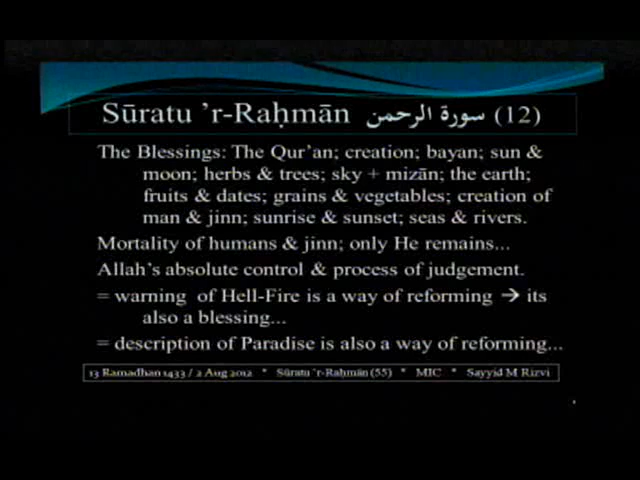 Sūratu ’r-Raḥmān سورة الرحمن (12)
The Blessings: The Qur’an; creation; bayan; sun &
moon; herbs & trees; sky + mizān; the earth;
fruits & dates; grains & vegetables; creation of
man & jinn; sunrise & sunset; seas & rivers.
Mortality of humans & jinn; only He remains...
Allah’s absolute control & process of judgement.
= warning of Hell-Fire is a way of reforming → its
also a blessing...
= description of Paradise is also a way of reforming...
13 Ramadhan 1433 / 2 Aug 2012 * Sūratu ’r-Raḥmān (55) * MIC * Sayyid M Rizvi